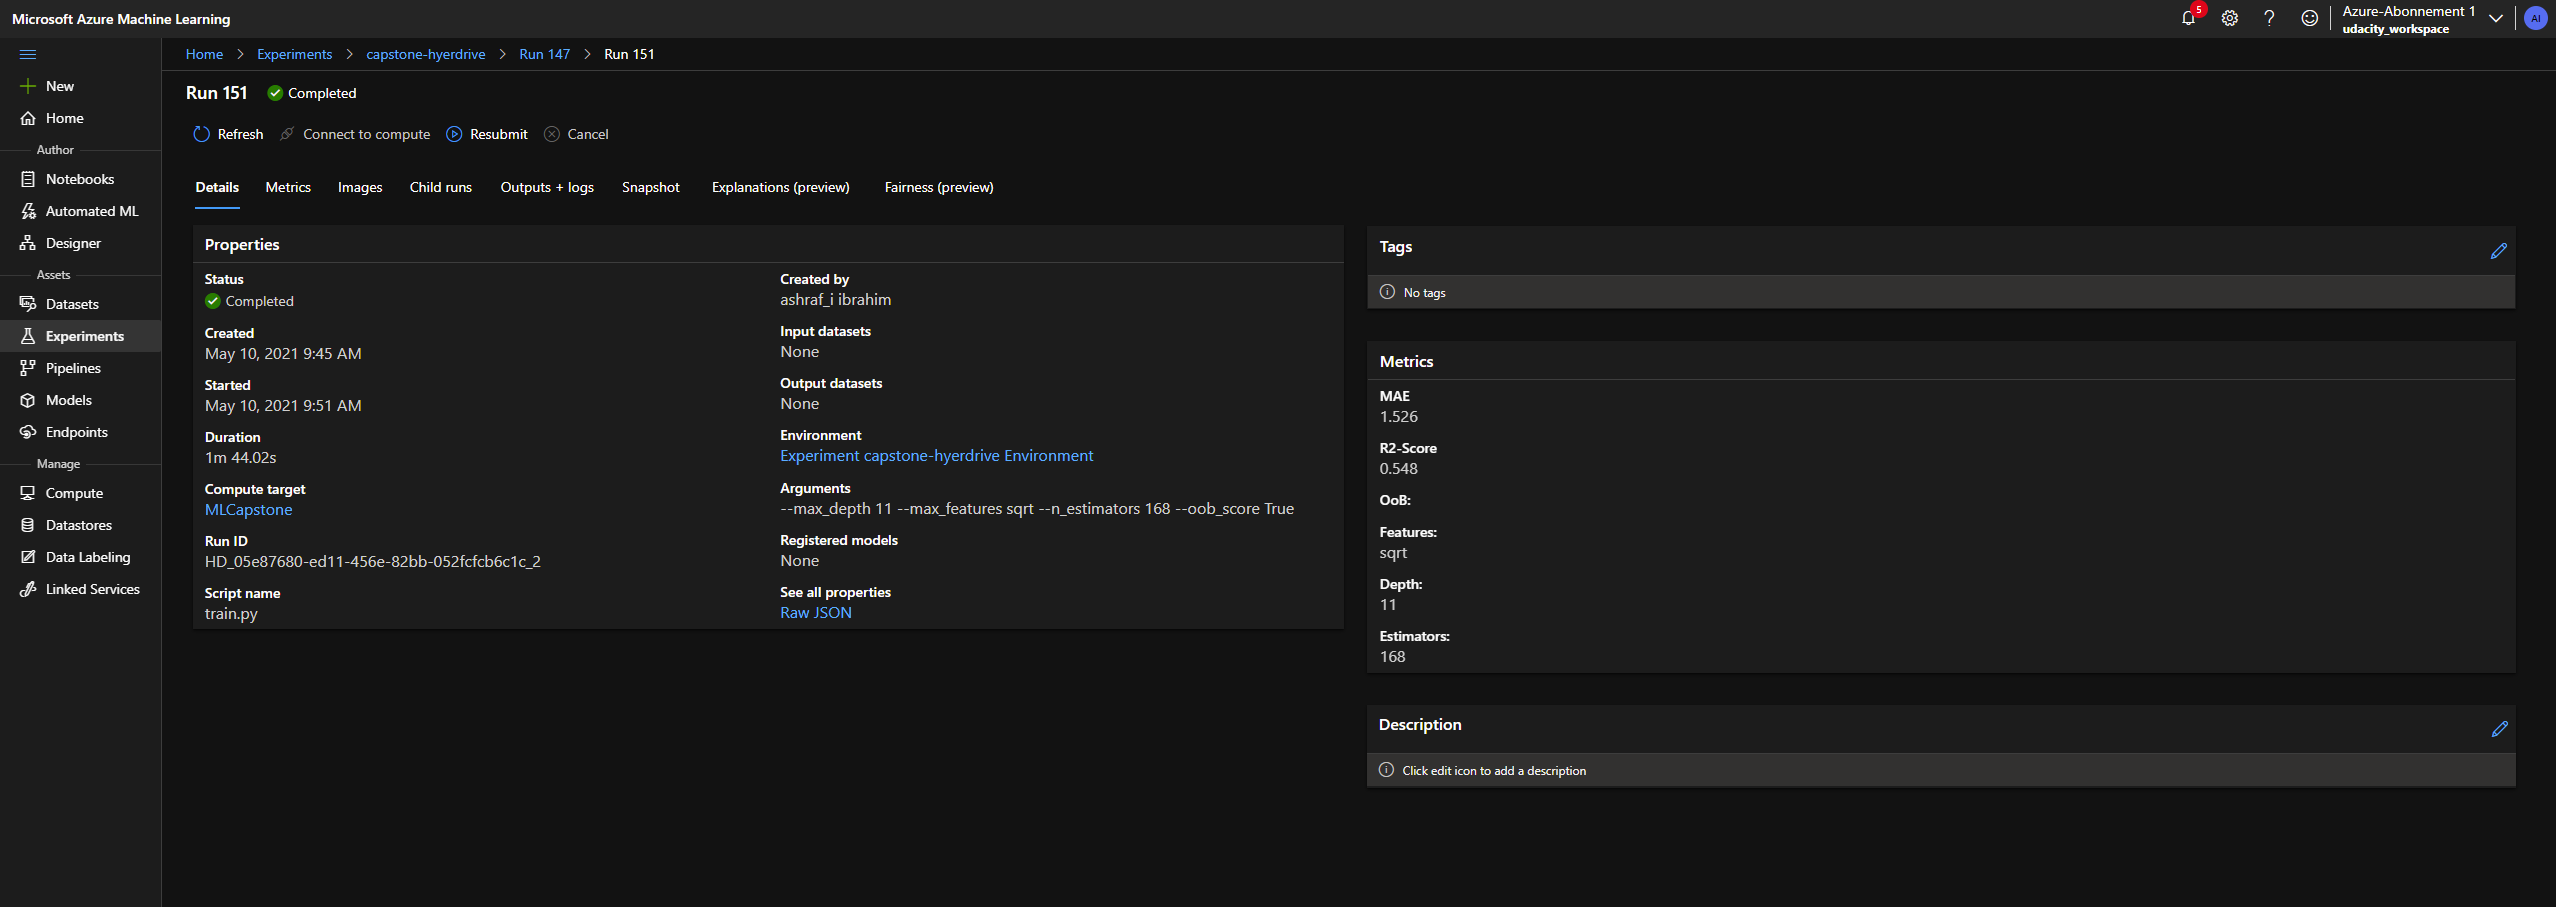 Microsoft Azure Machine Learning
5
Azure-Abonnement 1
udacity_workspace
AI
Home > Experiments > capstone-hyerdrive > Run 147 > Run 151
New
Home
Author
Notebooks
Automated ML
Designer
Assets
Datasets
Experiments
Pipelines
Models
Endpoints
Manage
Compute
Datastores
Data Labeling
Linked Services
Run 151 Completed
Refresh Connect to compute Resubmit Cancel
Details Metrics Images Child runs Outputs + logs Snapshot Explanations (preview) Fairness (preview)
Properties
Status
Completed
Created
May 10, 2021 9:45 AM
Started
May 10, 2021 9:51 AM
Duration
1m 44.02s
Compute target
MLCapstone
Run ID
HD_05e87680-ed11-456e-82bb-052fcfcb6c1c_2
Script name
train.py
Created by
ashraf_i ibrahim
Input datasets
None
Output datasets
None
Environment
Experiment capstone-hyerdrive Environment
Arguments
--max_depth 11 --max_features sqrt --n_estimators 168 --oob_score True
Registered models
None
See all properties
Raw JSON
Tags
No tags
Metrics
MAE
1.526
R2-Score
0.548
OoB:
Features:
sqrt
Depth:
11
Estimators:
168
Description
Click edit icon to add a description